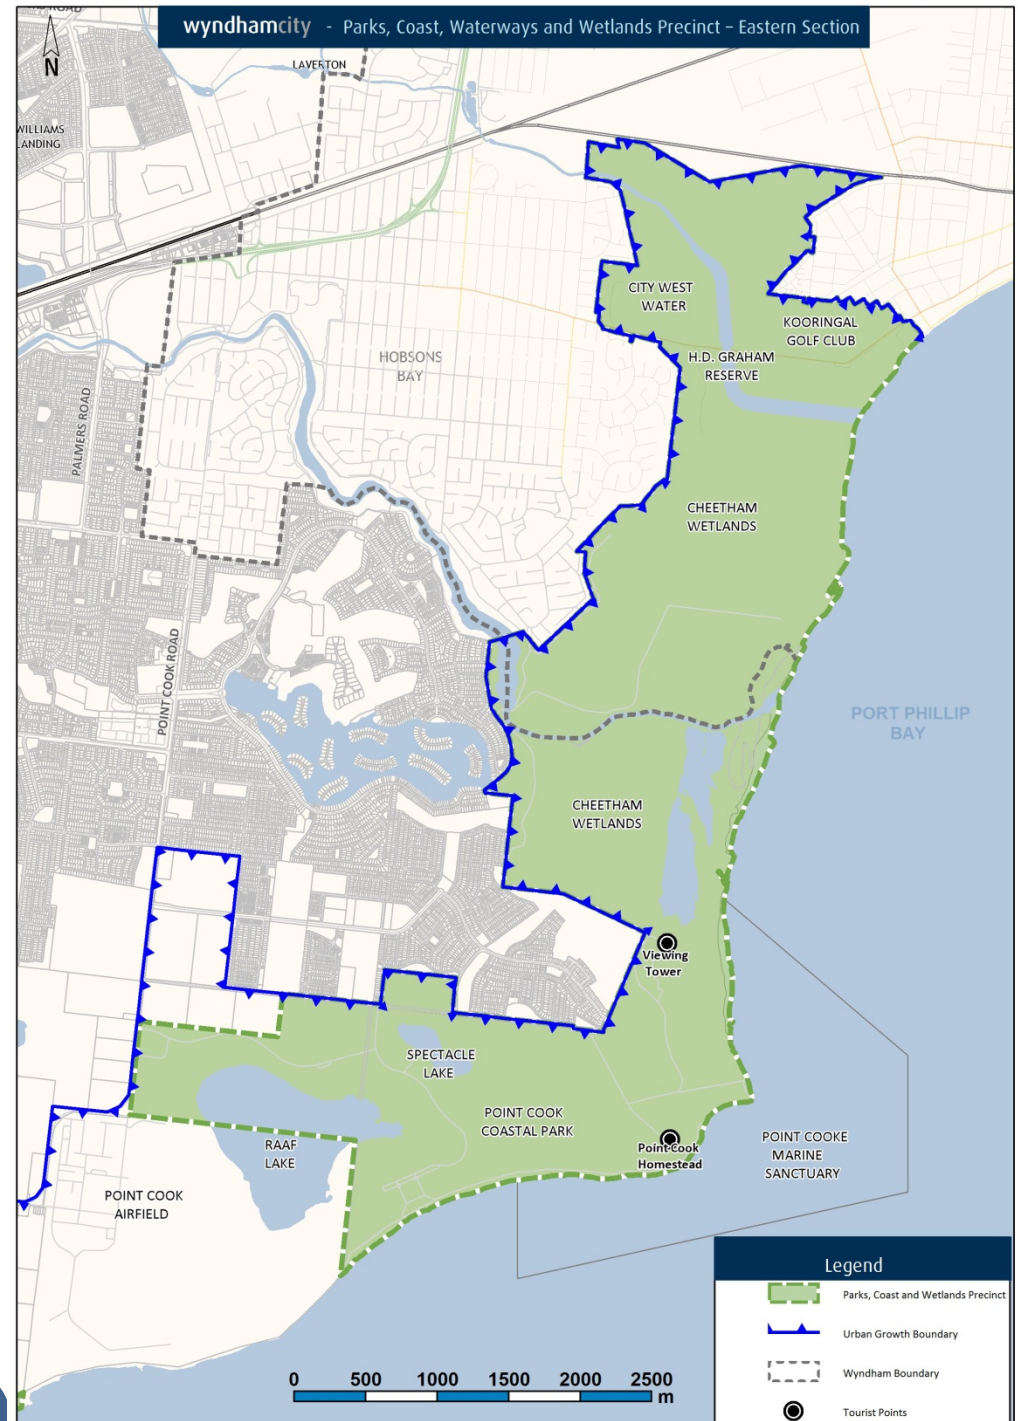 wyndhamcity - Parks, Coast, Waterways and Wetlands Precinct – Eastern Section
N
LAVERTON
WILLIAMS
LANDING
CITY WEST
WATER
KOORINGAL
GOLF CLUB
HOBSONS
BAY
H.D. GRAHAM
RESERVE
PALMERS ROAD
CHEETHAM
WETLANDS
POINT COOK ROAD
PORT PHILLIP
BAY
CHEETHAM
WETLANDS
Viewing
Tower
SPECTACLE
LAKE
POINT COOK
COASTAL PARK
Point Cook
Homestead
POINT COOKE
MARINE
SANCTUARY
RAAF
LAKE
POINT COOK
AIRFIELD
Legend
Parks, Coast and Wetlands Precinct
Urban Growth Boundary
Wyndham Boundary
Tourist Points
0 500 1000 1500 2000 2500
m